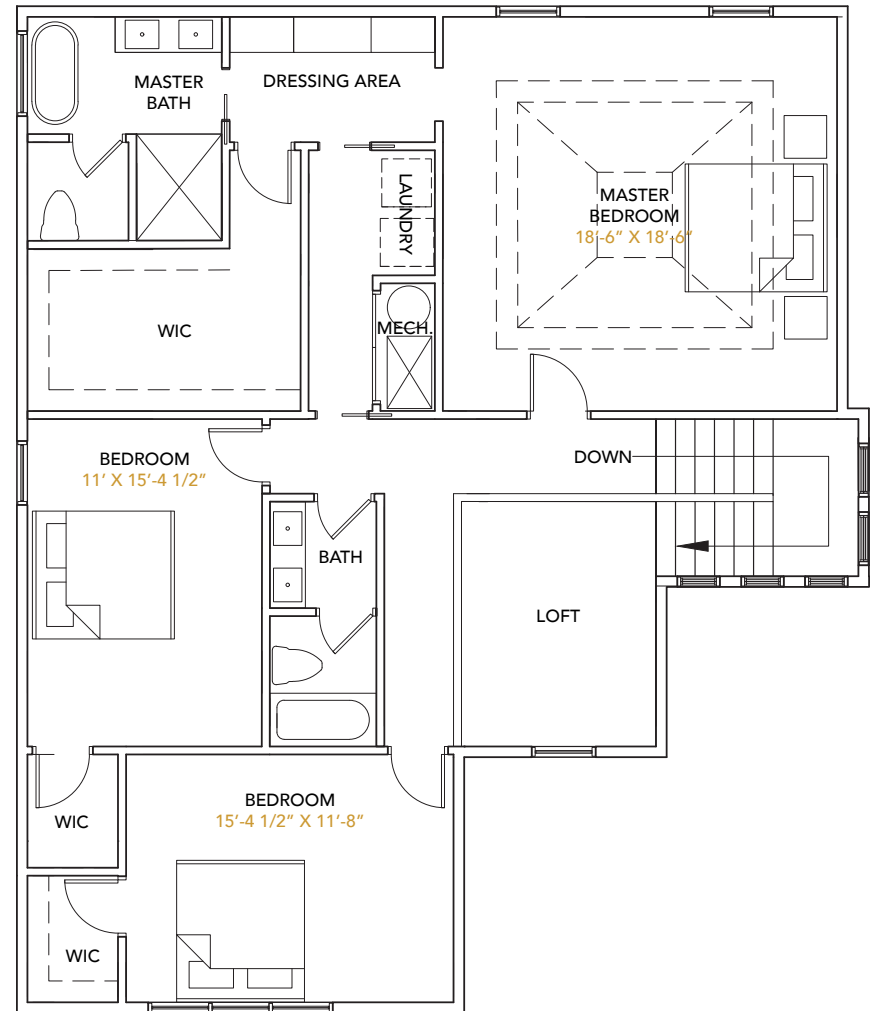 MASTER
BATH
DRESSING AREA
LAUNDRY
MASTER
BEDROOM
18'-6" X 18'-6"
WIC
MECH.
BEDROOM
11' X 15'-4 1/2"
DOWN
BATH
LOFT
BEDROOM
15'-4 1/2" X 11'-8"
WIC
WIC